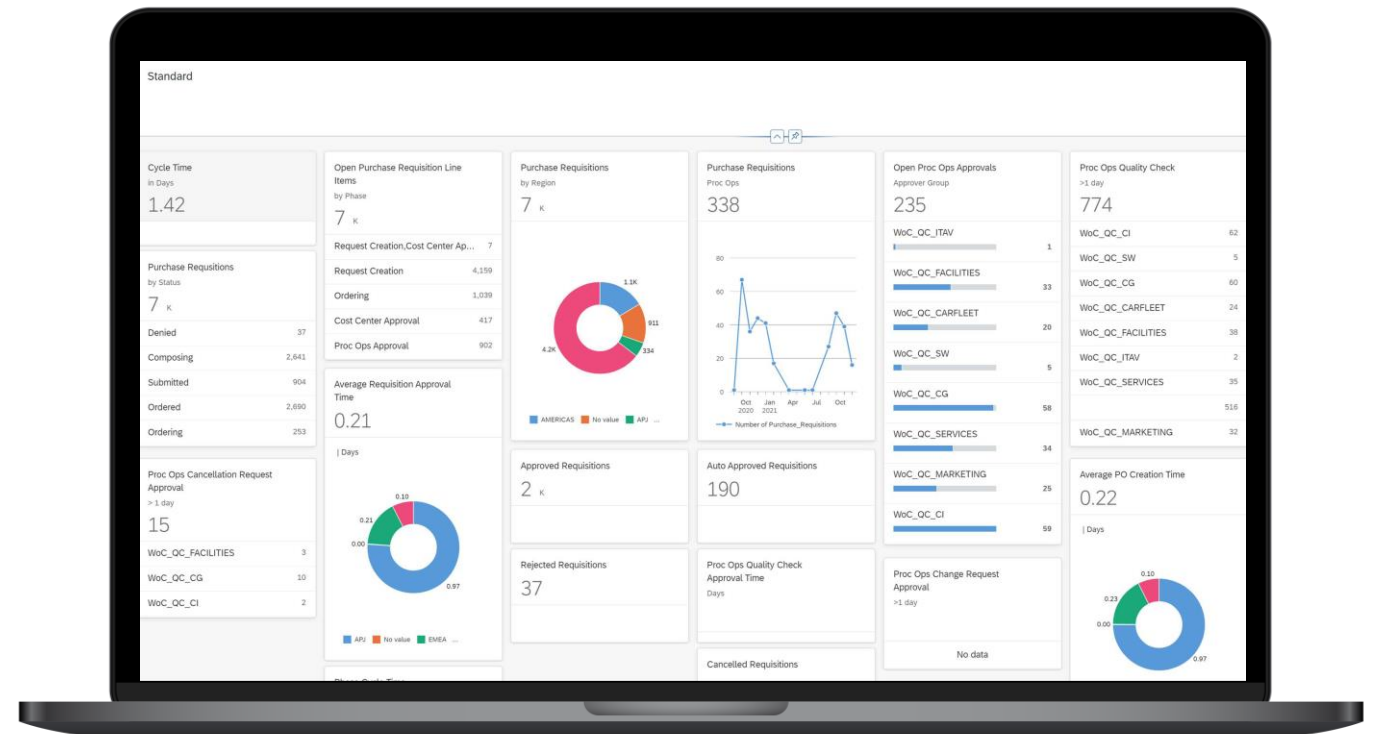 Standard
Cycle Time
in Days
1.42
Purchase Requsitions
by Status
7 K
Denied 37
Composing 2,641
Submitted 904
Ordered 2,690
Ordering 253
Proc Ops Cancellation Request
Approval
> 1 day
15
WoC_QC_FACILITIES 3
WoC_QC_CG 10
WoC_QC_CI 2
Open Purchase Requisition Line
Items
by Phase
7 K
Request Creation,Cost Center Ap... 7
Request Creation 4,159
Ordering 1,039
Cost Center Approval 417
Proc Ops Approval 902
Average Requisition Approval
Time
0.21
| Days
0.10
0.21
0.00
0.97
APJ No value EMEA ...
Purchase Requisitions
by Region
7 K
1.1K
911
4.2K
334
AMERICAS No value APJ ...
Approved Requisitions
2 K
Rejected Requisitions
37
Purchase Requisitions
Proc Ops
338
80
60
40
20
0
Oct Jan Apr Jul Oct
2020 2021
Number of Purchase_Requisitions
Auto Approved Requisitions
190
Proc Ops Quality Check
Approval Time
Days
Cancelled Requisitions
Open Proc Ops Approvals
Approver Group
235
WoC_QC_ITAV
1
WoC_QC_FACILITIES
33
WoC_QC_CARFLEET
20
WoC_QC_SW
5
WoC_QC_CG
58
WoC_QC_SERVICES
34
WoC_QC_MARKETING
25
WoC_QC_CI
59
Proc Ops Change Request
Approval
>1 day
No data
Proc Ops Quality Check
>1 day
774
WoC_QC_CI 62
WoC_QC_SW 5
WoC_QC_CG 60
WoC_QC_CARFLEET 24
WoC_QC_FACILITIES 38
WoC_QC_ITAV 2
WoC_QC_SERVICES 35
516
WoC_QC_MARKETING 32
Average PO Creation Time
0.22
| Days
0.10
0.23
0.00
0.97